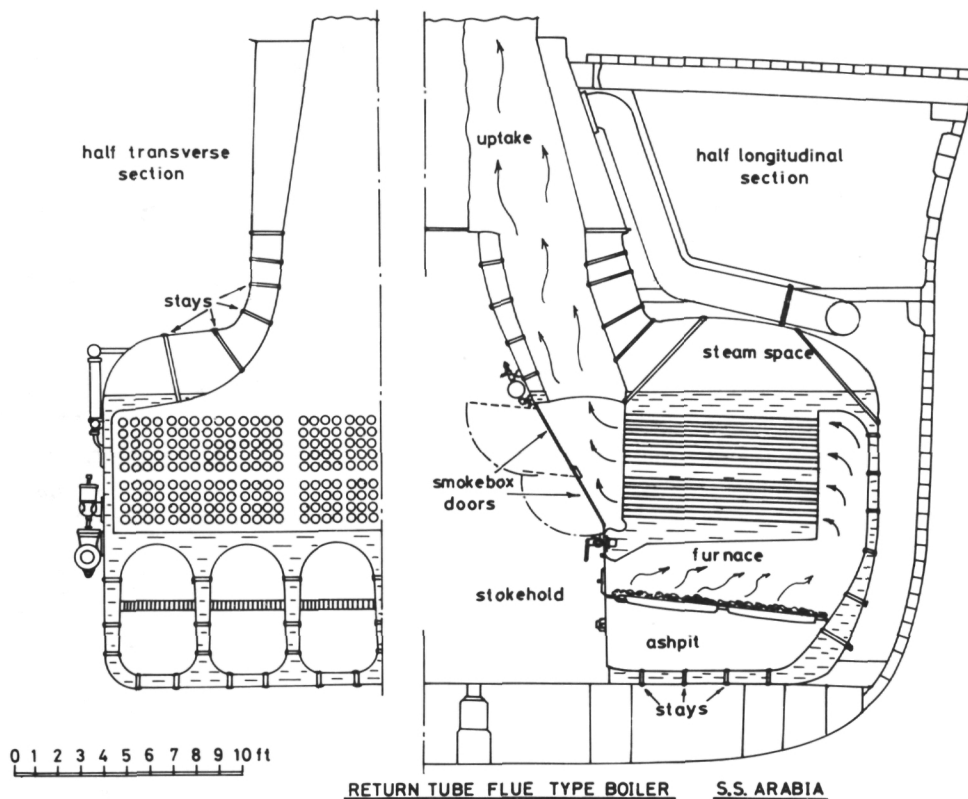 half transverse
section
uptake
half longitudinal
section
stays
steam space
smokebox
doors
furnace
stokehold
ashpit
stays
0 1 2 3 4 5 6 7 8 9 10 ft
RETURN TUBE FLUE TYPE BOILER S.S. ARABIA